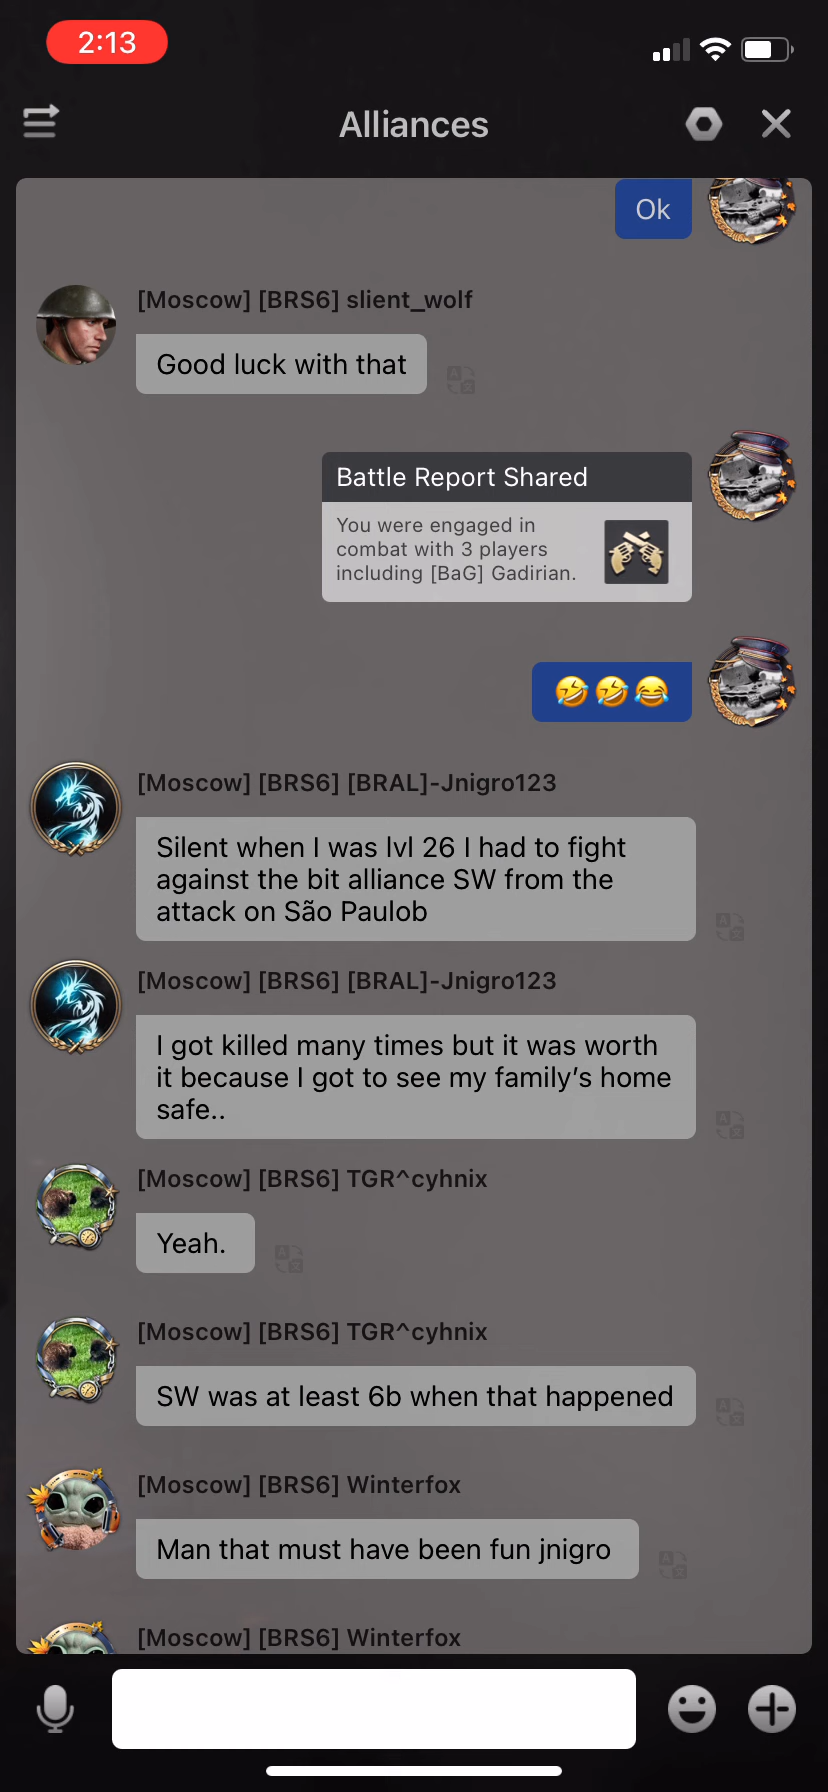 2:13
Alliances
Ok
[Moscow] [BRS6] slient_wolf
Good luck with that
Battle Report Shared
You were engaged in
combat with 3 players
including [BaG] Gadirian.
🤣🤣😂
[Moscow] [BRS6] [BRAL]-Jnigro123
Silent when I was lvl 26 I had to fight
against the bit alliance SW from the
attack on São Paulob
[Moscow] [BRS6] [BRAL]-Jnigro123
I got killed many times but it was worth
it because I got to see my family’s home
safe..
[Moscow] [BRS6] TGR^cyhnix
Yeah.
[Moscow] [BRS6] TGR^cyhnix
SW was at least 6b when that happened
[Moscow] [BRS6] Winterfox
Man that must have been fun jnigro
[Moscow] [BRS6] Winterfox